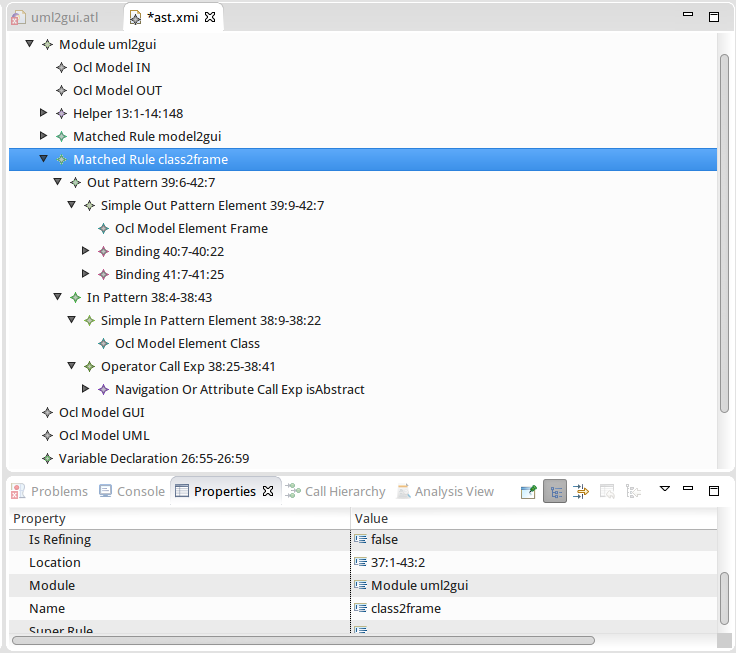 uml2gui.atl *ast.xmi
Module uml2gui
Ocl Model IN
Ocl Model OUT
Helper 13:1-14:148
Matched Rule model2gui
Matched Rule class2frame
Out Pattern 39:6-42:7
Simple Out Pattern Element 39:9-42:7
Ocl Model Element Frame
Binding 40:7-40:22
Binding 41:7-41:25
In Pattern 38:4-38:43
Simple In Pattern Element 38:9-38:22
Ocl Model Element Class
Operator Call Exp 38:25-38:41
Navigation Or Attribute Call Exp isAbstract
Ocl Model GUI
Ocl Model UML
Variable Declaration 26:55-26:59
Problems Console Properties Call Hierarchy Analysis View
Property Value
Is Refining false
Location 37:1-43:2
Module Module uml2gui
Name class2frame
Super Rule